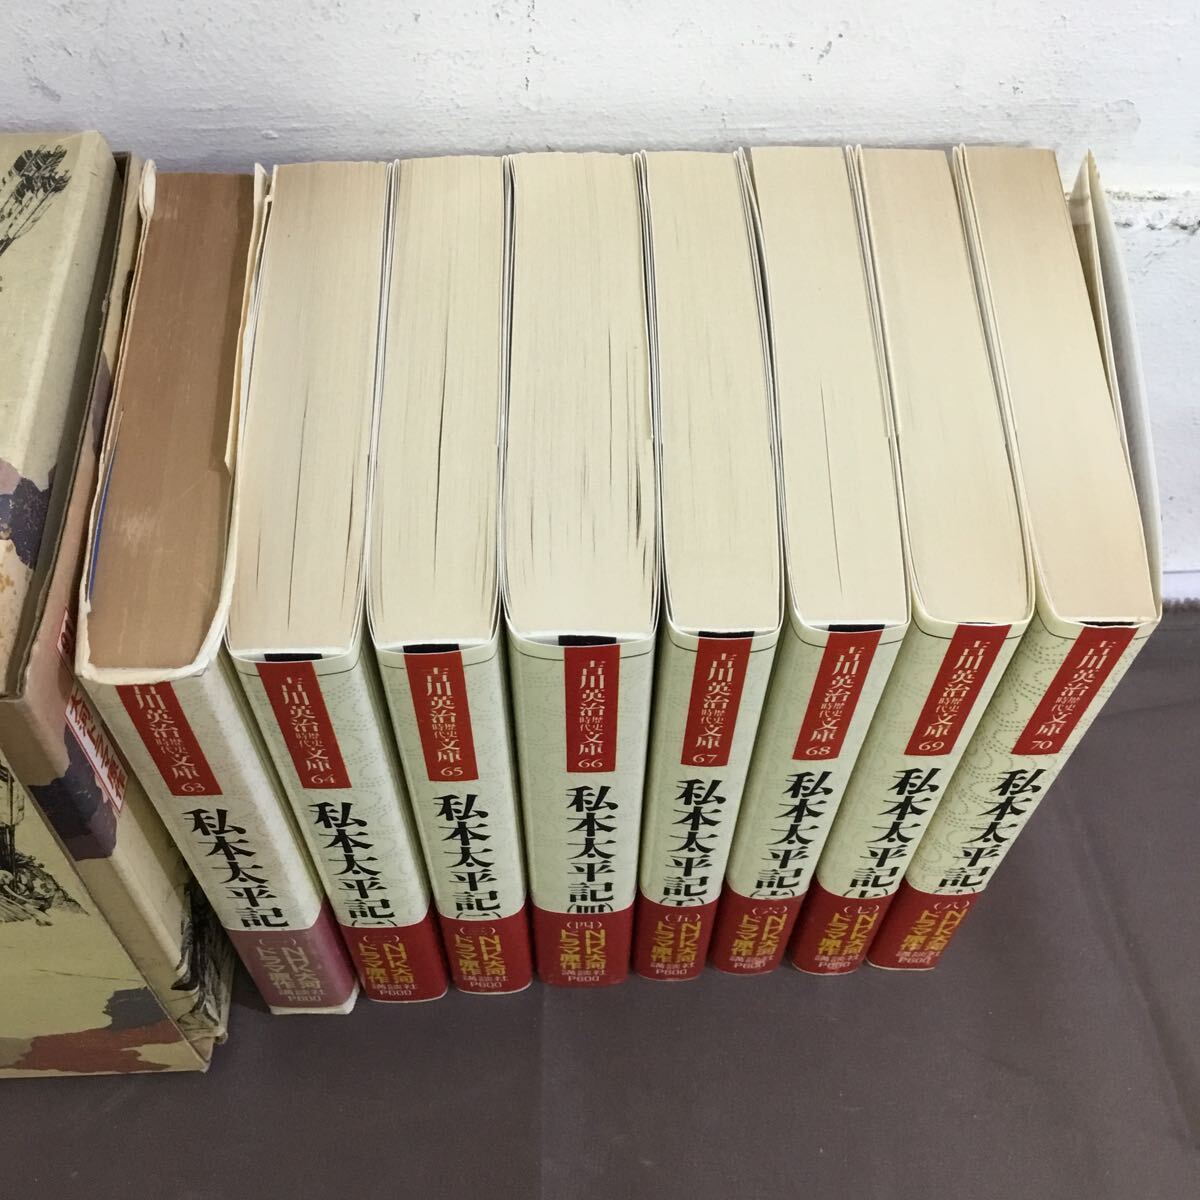 吉川英治歴史時代文庫 63
私本太平記
(一) NHK大河ドラマ原作
講談社
P600
吉川英治歴史時代文庫 64
私本太平記(二)
(二) NHK大河ドラマ原作
講談社
P600
吉川英治歴史時代文庫 65
私本太平記(三)
(三) NHK大河ドラマ原作
講談社
P600
吉川英治歴史時代文庫 66
私本太平記(四)
(四) NHK大河ドラマ原作
講談社
P600
吉川英治歴史時代文庫 67
私本太平記(五)
(五) NHK大河ドラマ原作
講談社
P600
吉川英治歴史時代文庫 68
私本太平記(六)
(六) NHK大河ドラマ原作
講談社
P600
吉川英治歴史時代文庫 69
私本太平記(七)
(七) NHK大河ドラマ原作
講談社
P600
吉川英治歴史時代文庫 70
私本太平記(八)
(八) NHK大河ドラマ原作
講談社
P600